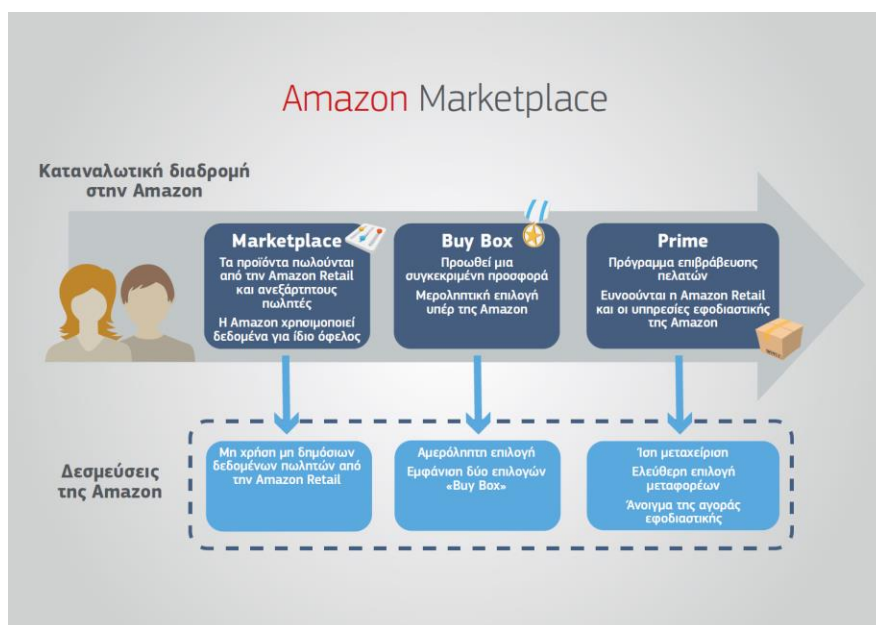 Amazon Marketplace
Καταναλωτική διαδρομή
στην Amazon
Marketplace
Τα προϊόντα πωλούνται
από την Amazon Retail
και ανεξάρτητους
πωλητές
Η Amazon χρησιμοποιεί
δεδομένα για ίδιο όφελος
Buy Box
Προωθεί μια
συγκεκριμένη προσφορά
Μεροληπτική επιλογή
υπέρ της Amazon
Prime
Πρόγραμμα επιβράβευσης
πελατών
Ευνοούνται η Amazon Retail
και οι υπηρεσίες εφοδιαστικής
της Amazon
Δεσμεύσεις
της Amazon
Μη χρήση μη δημόσιων
δεδομένων πωλητών από
την Amazon Retail
Αμερόληπτη επιλογή
Εμφάνιση δύο επιλογών
«Buy Box»
Ίση μεταχείριση
Ελεύθερη επιλογή
μεταφορέων
Άνοιγμα της αγοράς
εφοδιαστικής